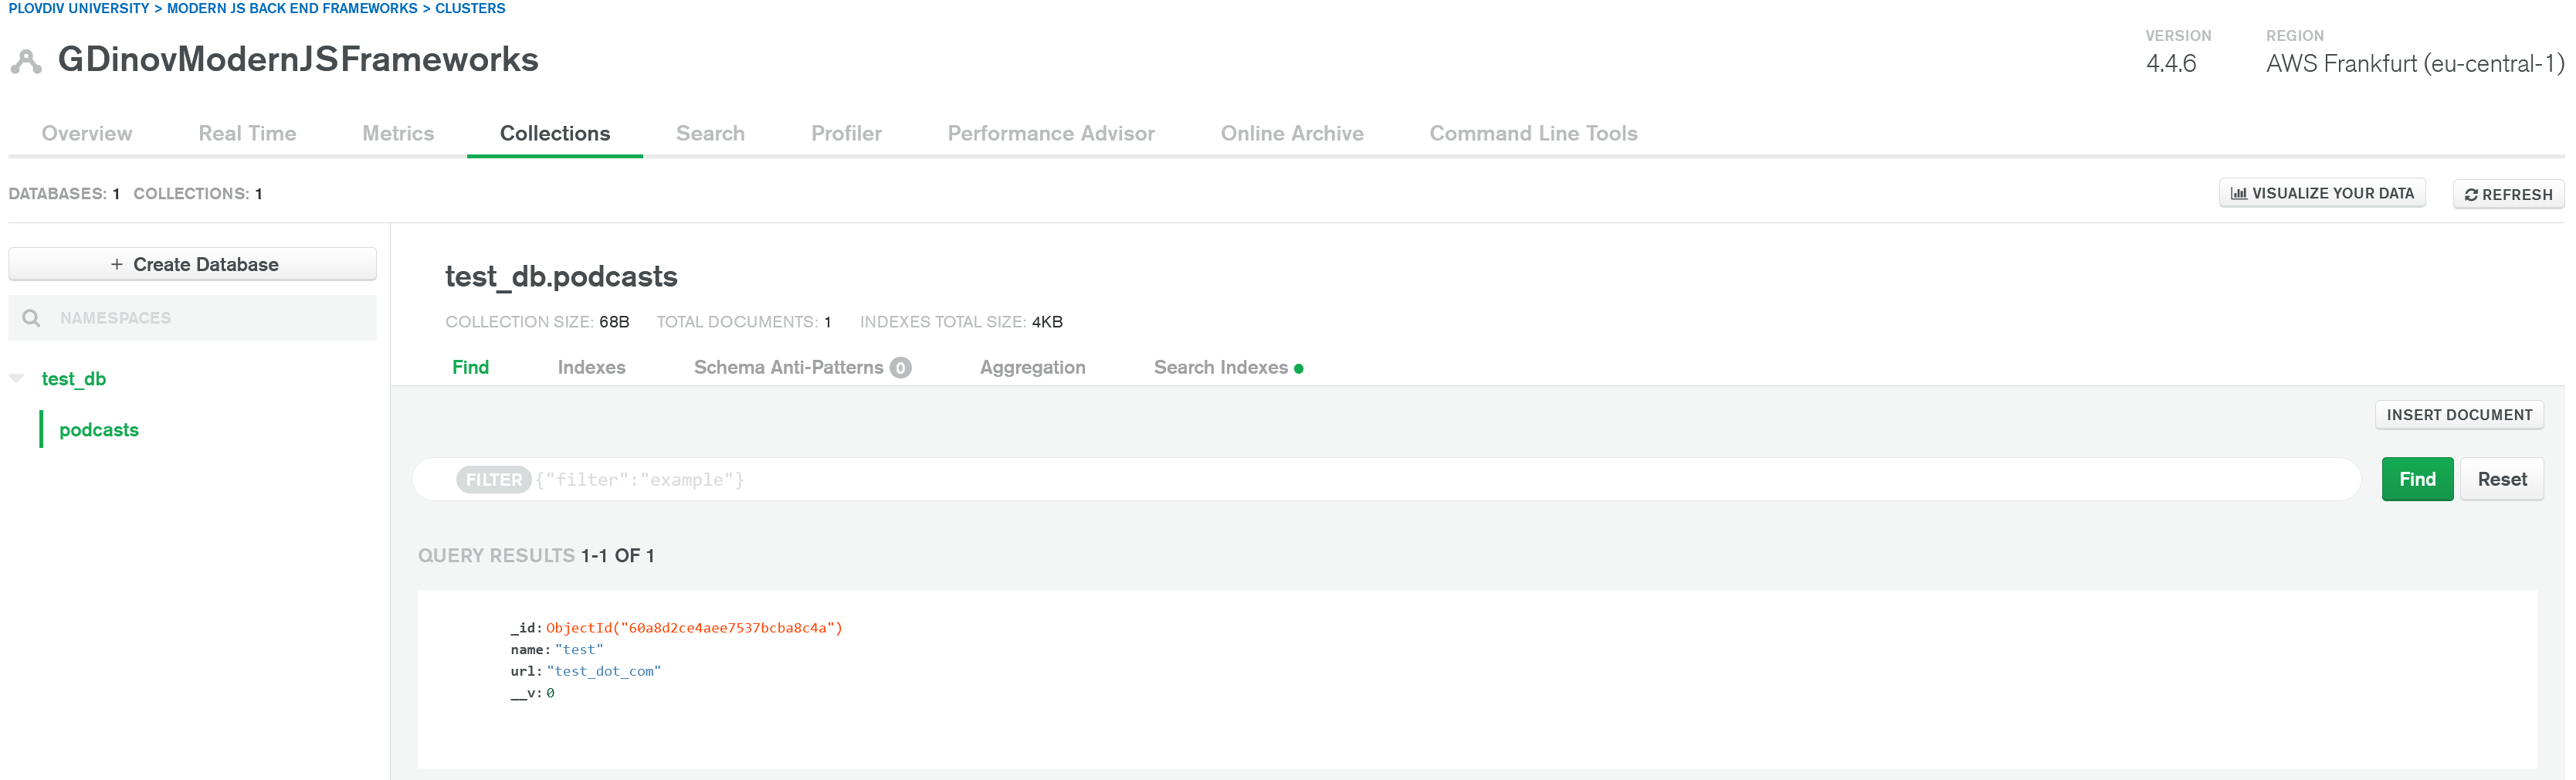 PLOVDIV UNIVERSITY > MODERN JS BACK END FRAMEWORKS > CLUSTERS
GDinovModernJSFrameworks
VERSION
4.4.6
REGION
AWS Frankfurt (eu-central-1)
Overview Real Time Metrics Collections Search Profiler Performance Advisor Online Archive Command Line Tools
DATABASES: 1 COLLECTIONS: 1
VISUALIZE YOUR DATA
REFRESH
+ Create Database
NAMESPACES
test_db
podcasts
test_db.podcasts
COLLECTION SIZE: 68B TOTAL DOCUMENTS: 1 INDEXES TOTAL SIZE: 4KB
Find Indexes Schema Anti-Patterns 0 Aggregation Search Indexes
INSERT DOCUMENT
FILTER {"filter":"example"}
Find Reset
QUERY RESULTS 1-1 OF 1
_id: ObjectId("60a8d2ce4aee7537bcba8c4a")
name: "test"
url: "test_dot_com"
__v: 0